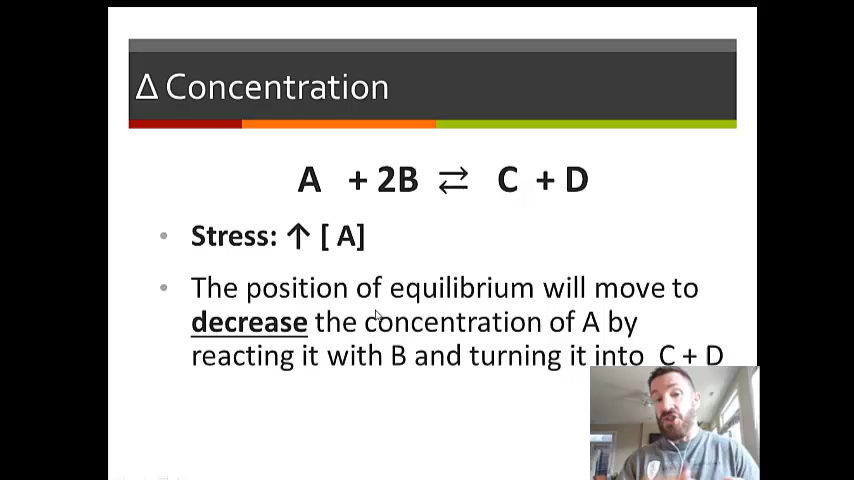 Δ Concentration
A + 2B ⇄ C + D
• Stress: ↑ [ A]
• The position of equilibrium will move to
decrease the concentration of A by
reacting it with B and turning it into C + D